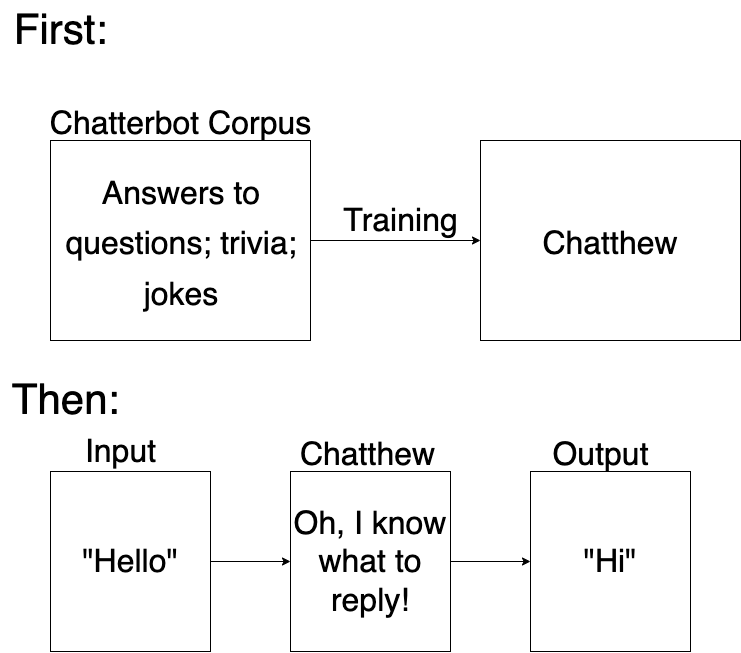 First:
Chatterbot Corpus
Answers to
questions; trivia;
jokes
Training
Chatthew
Then:
Input
"Hello"
Chatthew
Oh, I know
what to
reply!
Output
"Hi"